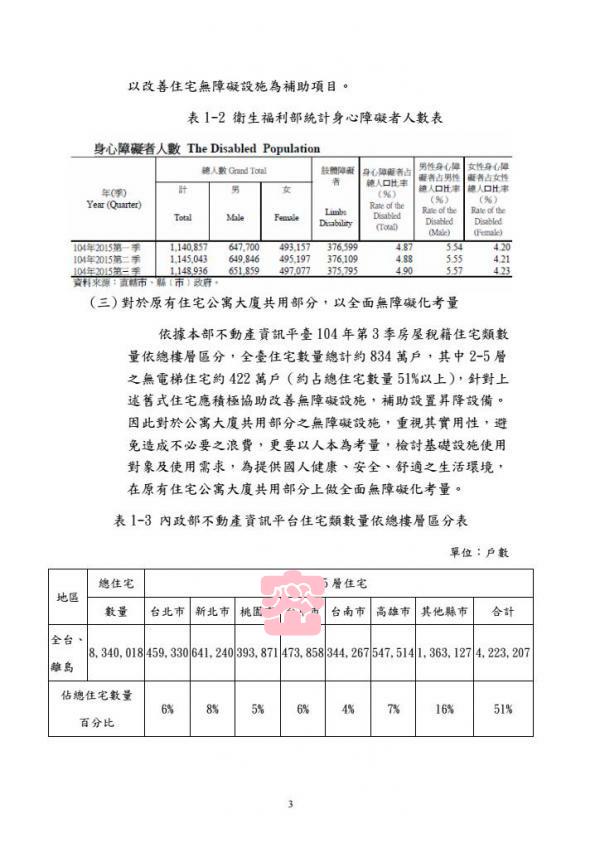 以改善住宅無障礙設施為補助項目。
表1-2 衛生福利部統計身心障礙者人數表
身心障礙者人數 The Disabled Population
年(季) Year (Quarter)
總人數 Grand Total
計 Total
男 Male
女 Female
肢體障礙者 Limbs Disability
身心障礙者占總人口比率（%） Rate of the Disabled (Total)
男性身心障礙者占男性總人口比率（%） Rate of the Disabled (Male)
女性身心障礙者占女性總人口比率（%） Rate of the Disabled (Female)
104年2015第一季 1,140,857 647,700 493,157 376,599 4.87 5.54 4.20
104年2015第二季 1,145,043 649,846 495,197 376,109 4.88 5.55 4.21
104年2015第三季 1,148,936 651,859 497,077 375,795 4.90 5.57 4.23
資料來源：直轄市、縣（市）政府。
(三)對於原有住宅公寓大廈共用部分，以全面無障礙化考量
依據本部不動產資訊平臺 104 年第 3 季房屋稅籍住宅類數
量依總樓層區分，全臺住宅數量總計約 834 萬戶，其中 2-5 層
之無電梯住宅約 422 萬戶（約占總住宅數量 51%以上），針對上
述舊式住宅應積極協助改善無障礙設施，補助設置昇降設備。
因此對於公寓大廈共用部分之無障礙設施，重視其實用性，避
免造成不必要之浪費，更要以人本為考量，檢討基礎設施使用
對象及使用需求，為提供國人健康、安全、舒適之生活環境，
在原有住宅公寓大廈共用部分上做全面無障礙化考量。
表1-3 內政部不動產資訊平台住宅類數量依總樓層區分表
單位：戶數
地區 總住宅數量 5 層住宅
台北市 新北市 桃園 市 台南市 高雄市 其他縣市 合計
全台、離島 8,340,018 459,330 641,240 393,871 473,858 344,267 547,514 1,363,127 4,223,207
佔總住宅數量百分比 6% 8% 5% 6% 4% 7% 16% 51%
3